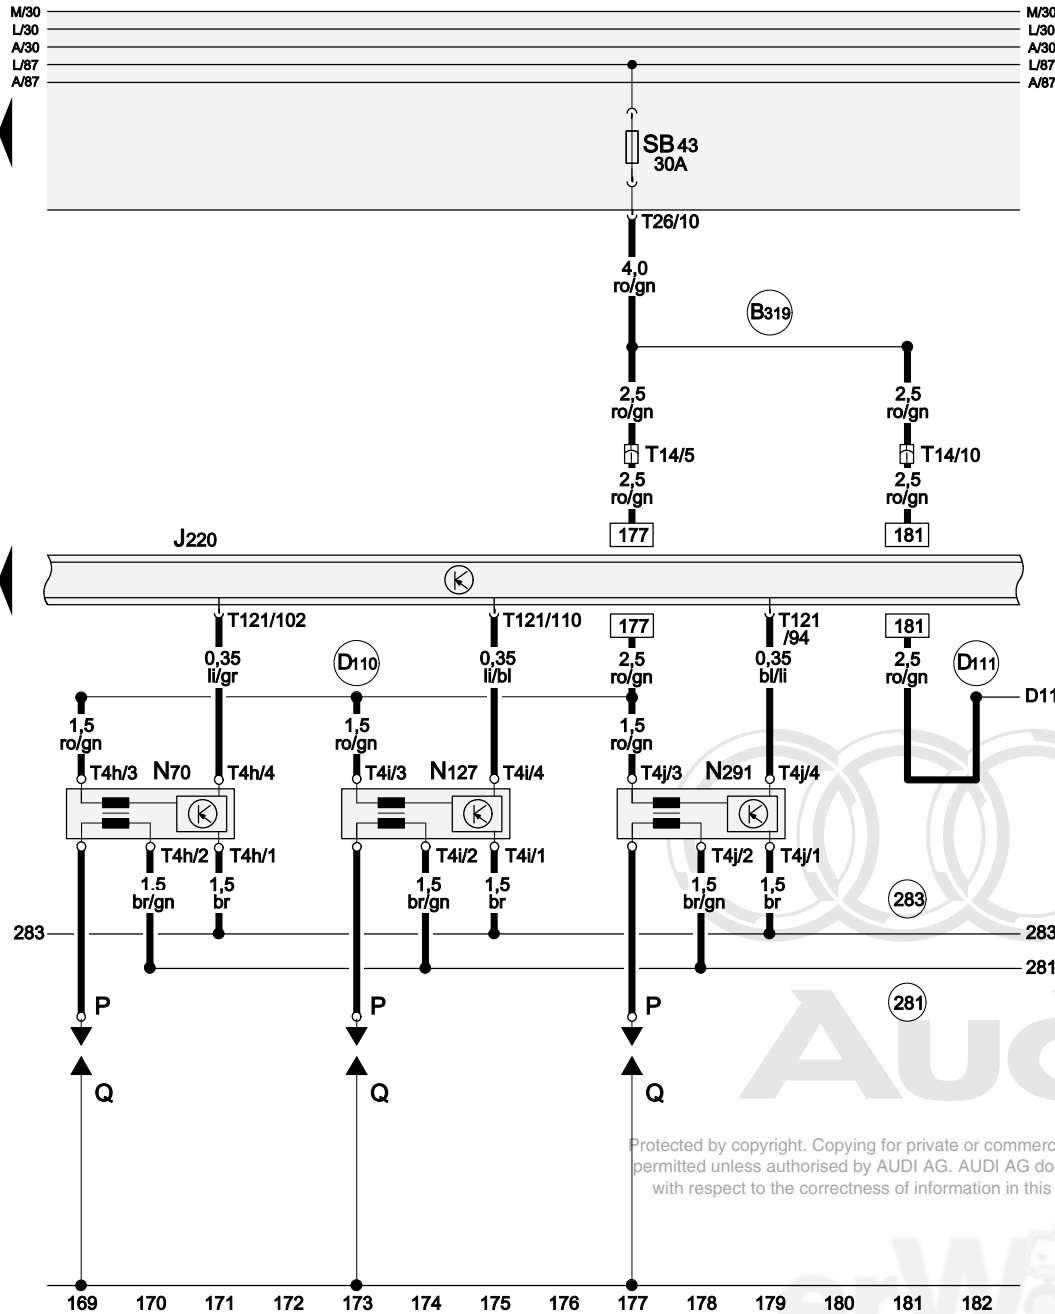 M/30 M/30
L/30 L/30
A/30 A/30
L/87 L/87
A/87 A/87
SB 43
30A
T26/10
4,0
ro/gn
B319
2,5 2,5
ro/gn ro/gn
T14/5 T14/10
2,5 2,5
ro/gn ro/gn
J220 177 181
T121/102 T121/110 177 T121 181
/94
0,35 D110 0,35 2,5 0,35 2,5 D111
li/gr li/bl ro/gn bl/li ro/gn
D11
1,5 1,5 1,5
ro/gn ro/gn ro/gn
T4h/3 N70 T4h/4 T4i/3 N127 T4i/4 T4j/3 N291 T4j/4
T4h/2 T4h/1 T4i/2 T4i/1 T4j/2 T4j/1
1.5 1,5 1,5 1,5 1,5 1,5
br/gn br br/gn br br/gn br
283
283 283
281
P P P 281
Q Q Q
Audi
Protected by copyright. Copying for private or commerc
permitted unless authorised by AUDI AG. AUDI AG do
with respect to the correctness of information in this
erW
169 170 171 172 173 174 175 176 177 178 179 180 181 182